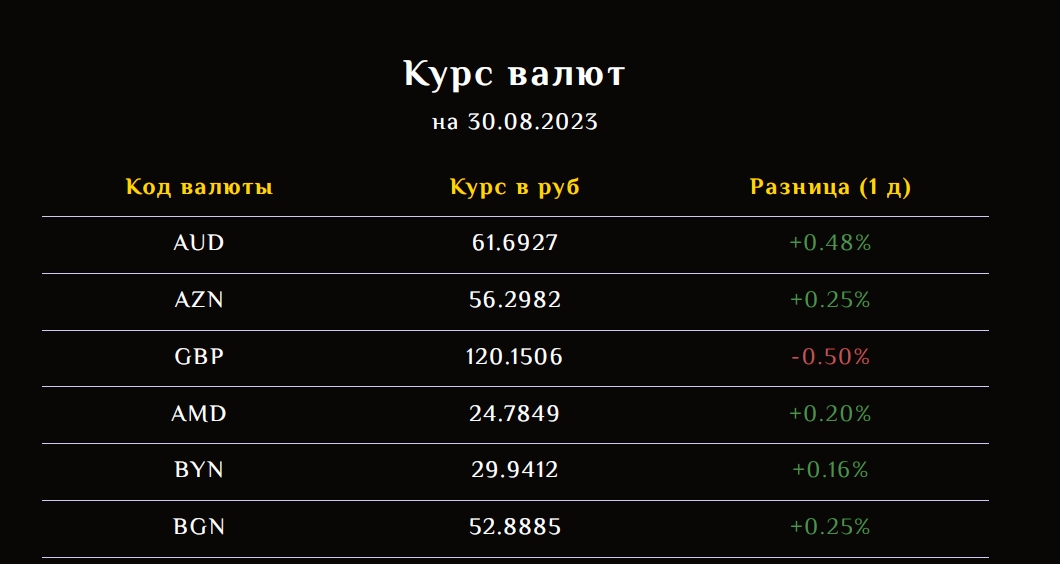 Курс валют
на 30.08.2023
Код валюты Курс в руб Разница (1 д)
AUD 61.6927 +0.48%
AZN 56.2982 +0.25%
GBP 120.1506 -0.50%
AMD 24.7849 +0.20%
BYN 29.9412 +0.16%
BGN 52.8885 +0.25%